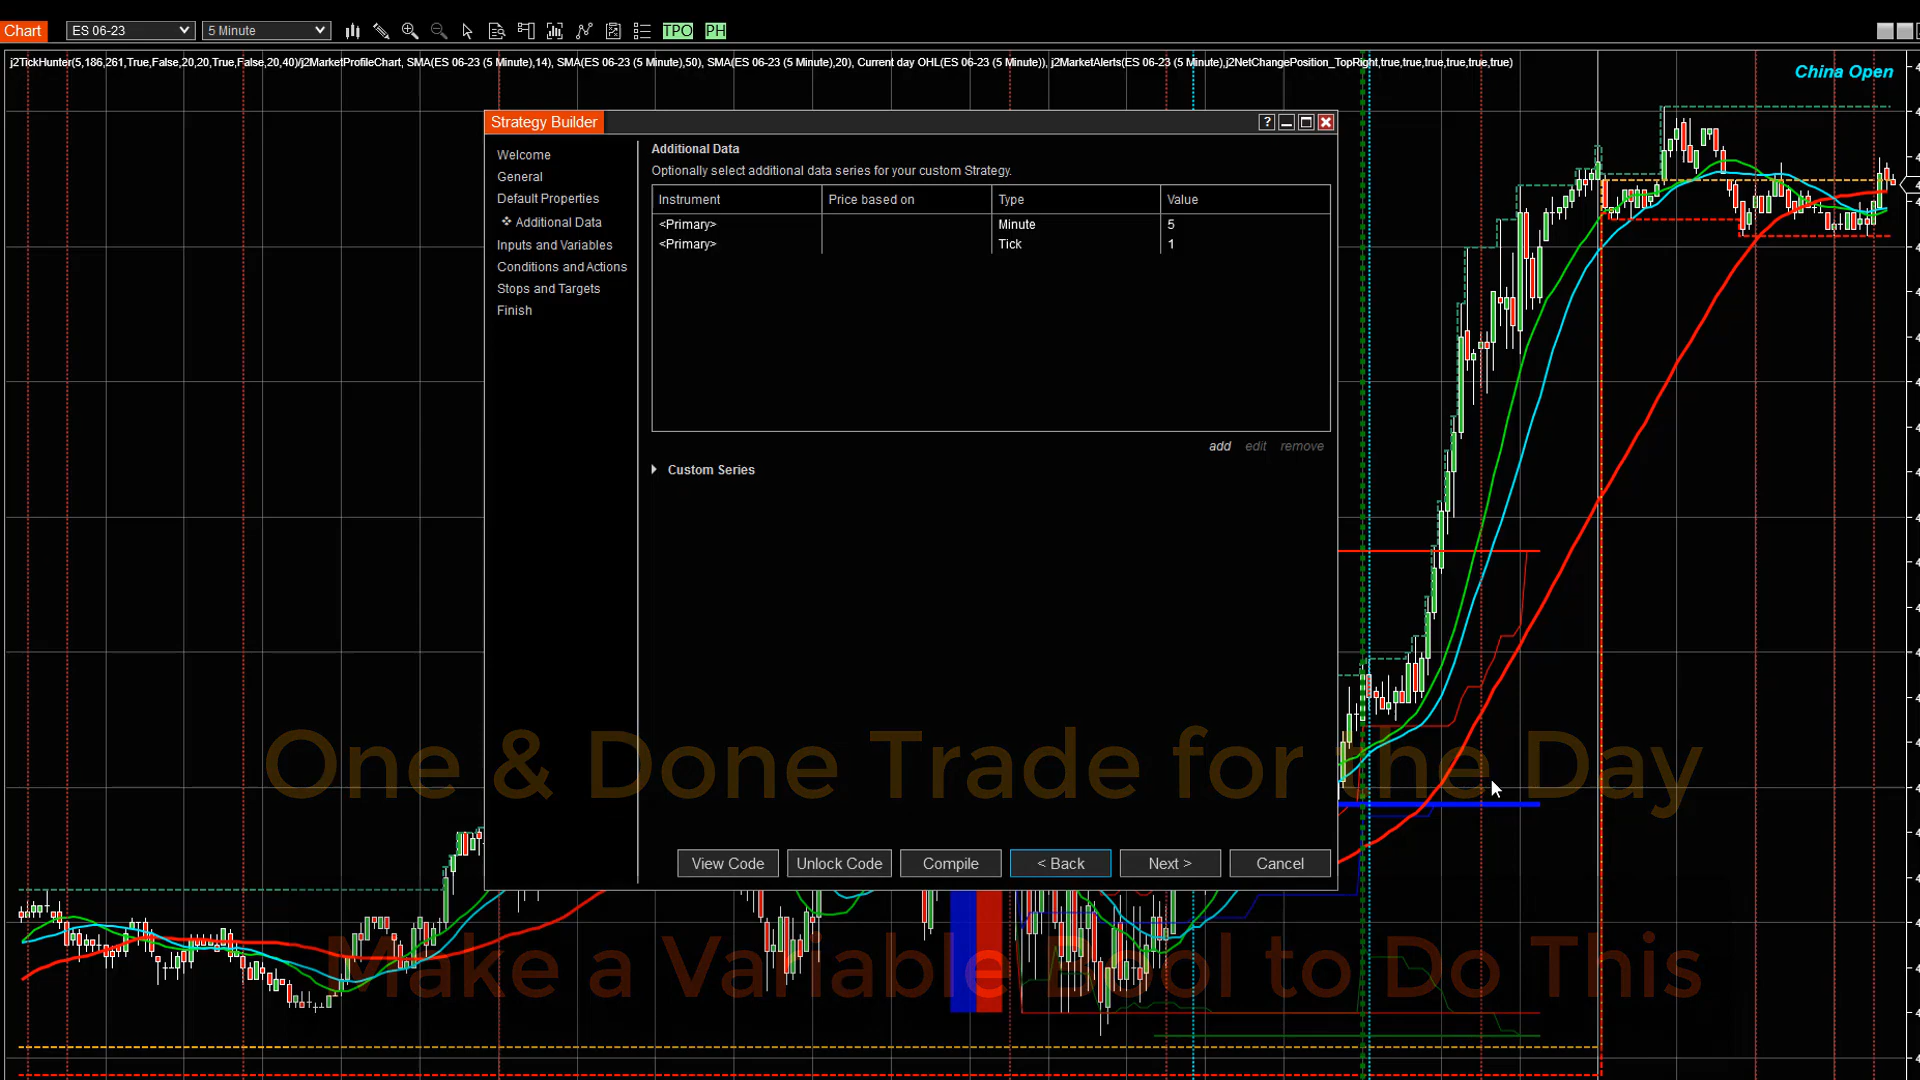 Chart
ES 06-23
5 Minute
TPO
PH
j2TickHunter(5,186,261,True,False,20,20,True,False,20,40)/j2MarketProfileChart, SMA(ES 06-23 (5 Minute),14), SMA(ES 06-23 (5 Minute),50), SMA(ES 06-23 (5 Minute),20), Current day OHL(ES 06-23 (5 Minute)), j2MarketAlerts(ES 06-23 (5 Minute),j2NetChangePosition_TopRight,true,true,true,true,true,true)
China Open
Strategy Builder
?
Welcome
General
Default Properties
Additional Data
Inputs and Variables
Conditions and Actions
Stops and Targets
Finish
Additional Data
Optionally select additional data series for your custom Strategy.
Instrument Price based on Type Value
<Primary> Minute 5
<Primary> Tick 1
add edit remove
Custom Series
One & Done Trade for the Day
View Code Unlock Code Compile < Back Next > Cancel
Make a Variable Bool to Do This